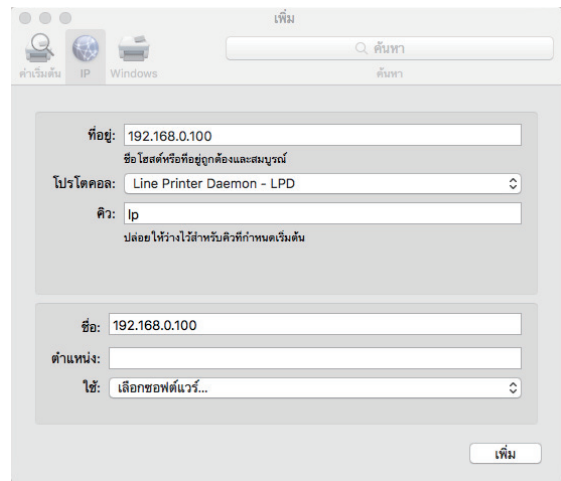 เพิ่ม
ค้นหา
ค่าเริ่มต้น IP Windows ค้นหา
ที่อยู่: 192.168.0.100
ชื่อโฮสต์หรือที่อยู่ถูกต้องและสมบูรณ์
โปรโตคอล: Line Printer Daemon - LPD
คิว: lp
ปล่อยให้ว่างไว้สำหรับคิวที่กำหนดเริ่มต้น
ชื่อ: 192.168.0.100
ตำแหน่ง:
ใช้: เลือกซอฟต์แวร์...
เพิ่ม